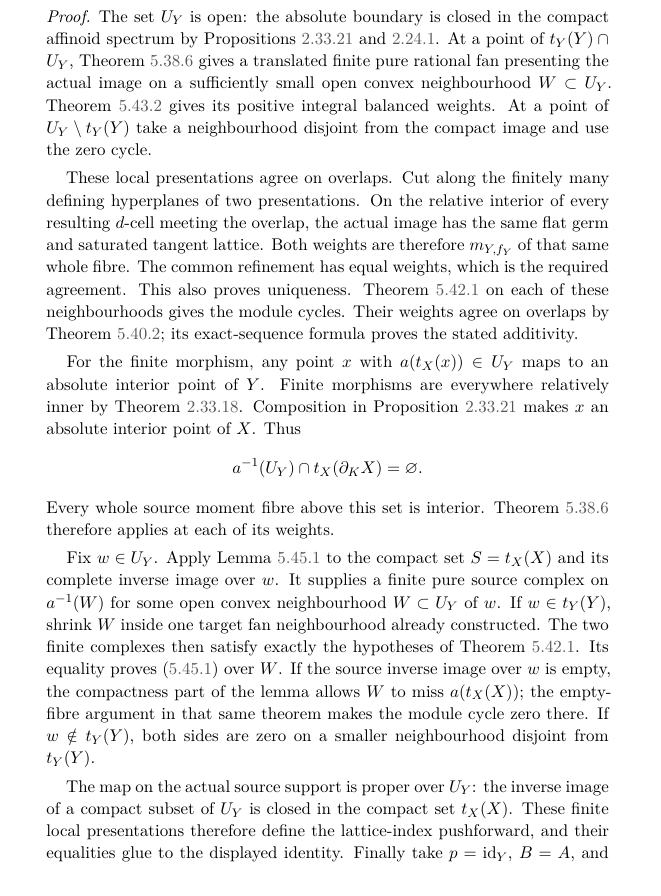 Proof. The set U_Y is open: the absolute boundary is closed in the compact
affinoid spectrum by Propositions 2.33.21 and 2.24.1. At a point of t_Y(Y) ∩
U_Y, Theorem 5.38.6 gives a translated finite pure rational fan presenting the
actual image on a sufficiently small open convex neighbourhood W ⊂ U_Y.
Theorem 5.43.2 gives its positive integral balanced weights. At a point of
U_Y \ t_Y(Y) take a neighbourhood disjoint from the compact image and use
the zero cycle.
These local presentations agree on overlaps. Cut along the finitely many
defining hyperplanes of two presentations. On the relative interior of every
resulting d-cell meeting the overlap, the actual image has the same flat germ
and saturated tangent lattice. Both weights are therefore m_{Y,f_Y} of that same
whole fibre. The common refinement has equal weights, which is the required
agreement. This also proves uniqueness. Theorem 5.42.1 on each of these
neighbourhoods gives the module cycles. Their weights agree on overlaps by
Theorem 5.40.2; its exact-sequence formula proves the stated additivity.
For the finite morphism, any point x with a(t_X(x)) ∈ U_Y maps to an
absolute interior point of Y. Finite morphisms are everywhere relatively
inner by Theorem 2.33.18. Composition in Proposition 2.33.21 makes x an
absolute interior point of X. Thus
a^{-1}(U_Y) ∩ t_X(∂_K X) = ∅.
Every whole source moment fibre above this set is interior. Theorem 5.38.6
therefore applies at each of its weights.
Fix w ∈ U_Y. Apply Lemma 5.45.1 to the compact set S = t_X(X) and its
complete inverse image over w. It supplies a finite pure source complex on
a^{-1}(W) for some open convex neighbourhood W ⊂ U_Y of w. If w ∈ t_Y(Y),
shrink W inside one target fan neighbourhood already constructed. The two
finite complexes then satisfy exactly the hypotheses of Theorem 5.42.1. Its
equality proves (5.45.1) over W. If the source inverse image over w is empty,
the compactness part of the lemma allows W to miss a(t_X(X)); the empty-
fibre argument in that same theorem makes the module cycle zero there. If
w ∉ t_Y(Y), both sides are zero on a smaller neighbourhood disjoint from
t_Y(Y).
The map on the actual source support is proper over U_Y: the inverse image
of a compact subset of U_Y is closed in the compact set t_X(X). These finite
local presentations therefore define the lattice-index pushforward, and their
equalities glue to the displayed identity. Finally take p = id_Y, B = A, and